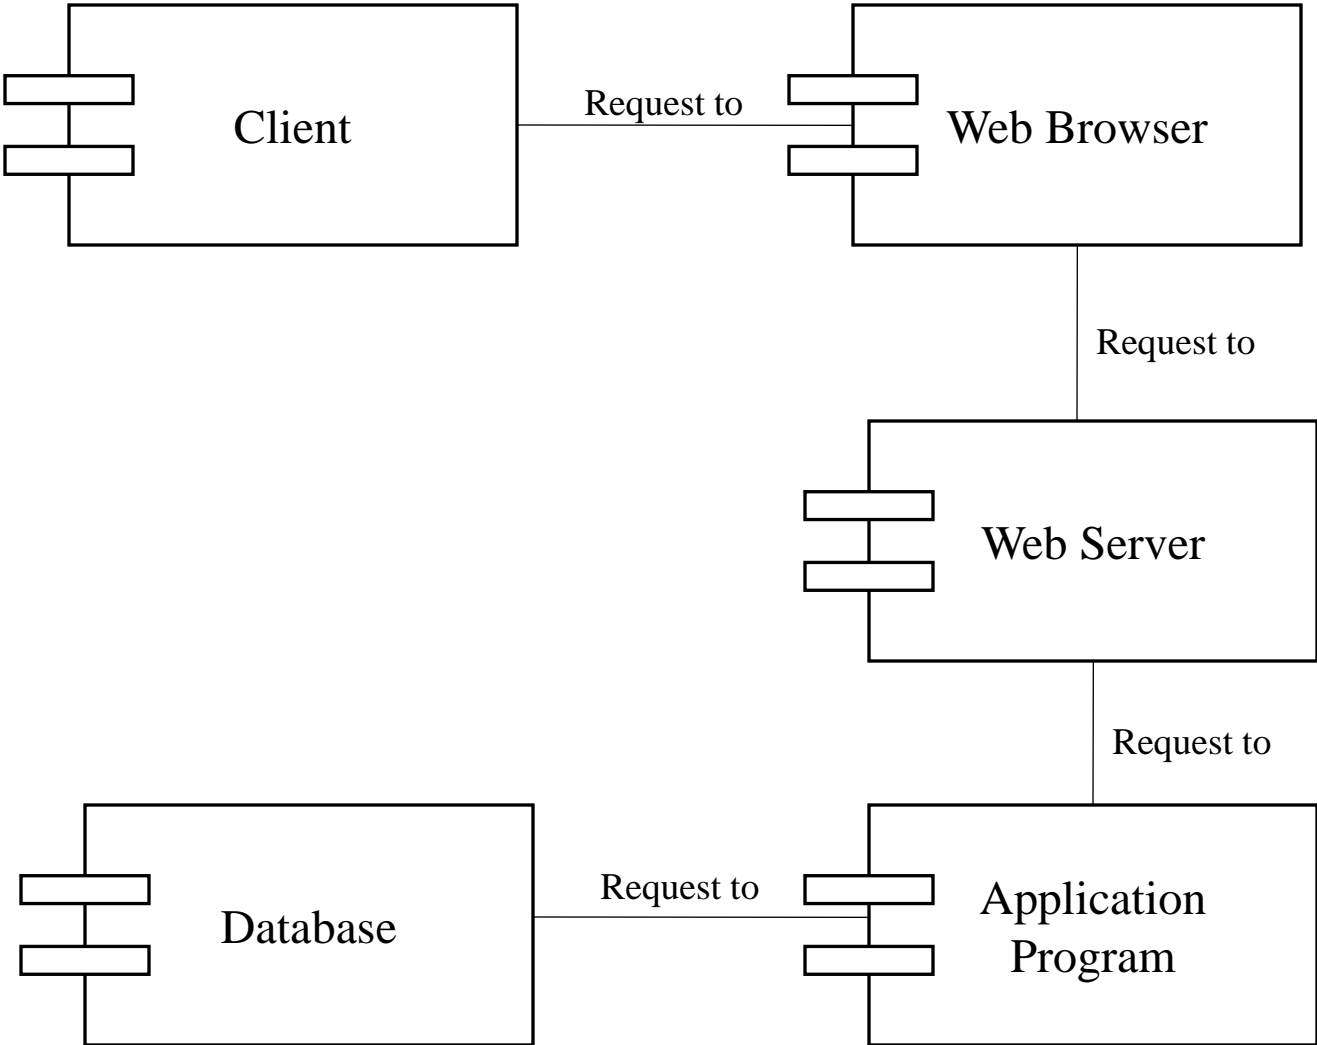 Client
Request to
Web Browser
Request to
Web Server
Request to
Database
Request to
Application
Program